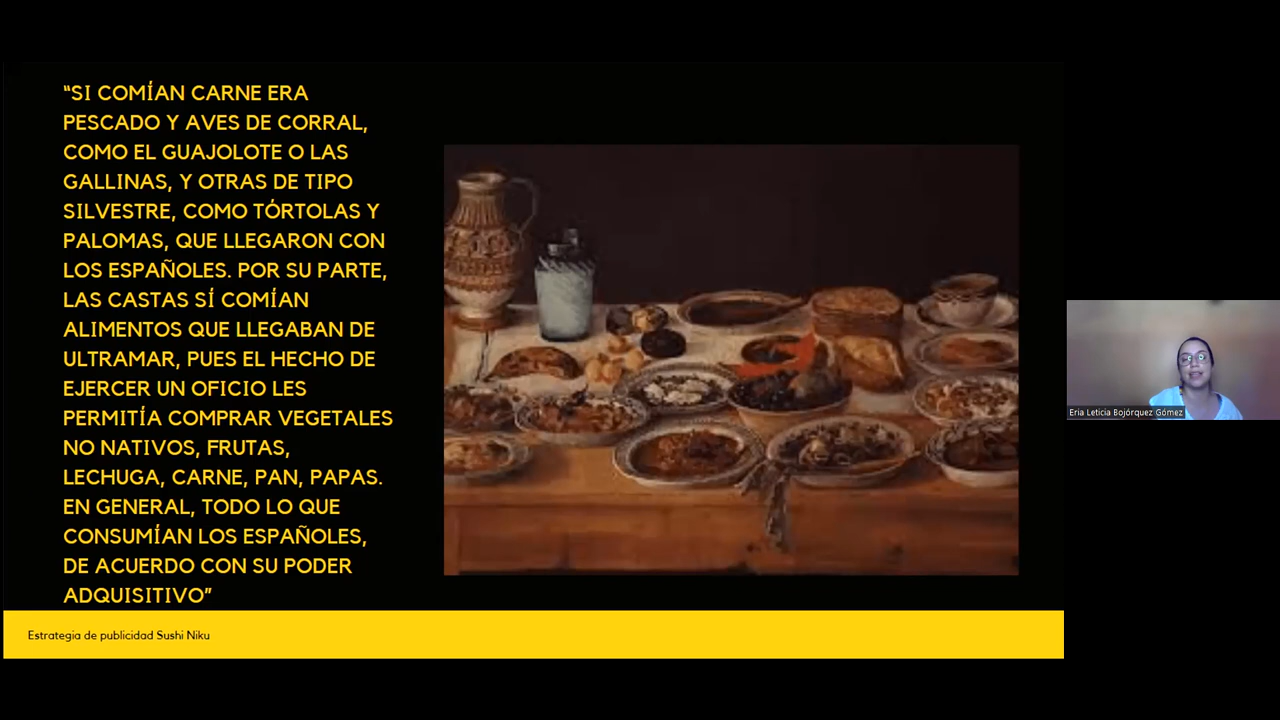 “SI COMÍAN CARNE ERA
PESCADO Y AVES DE CORRAL,
COMO EL GUAJOLOTE O LAS
GALLINAS, Y OTRAS DE TIPO
SILVESTRE, COMO TÓRTOLAS Y
PALOMAS, QUE LLEGARON CON
LOS ESPAÑOLES. POR SU PARTE,
LAS CASTAS SÍ COMÍAN
ALIMENTOS QUE LLEGABAN DE
ULTRAMAR, PUES EL HECHO DE
EJERCER UN OFICIO LES
PERMITÍA COMPRAR VEGETALES
NO NATIVOS, FRUTAS,
LECHUGA, CARNE, PAN, PAPAS.
EN GENERAL, TODO LO QUE
CONSUMÍAN LOS ESPAÑOLES,
DE ACUERDO CON SU PODER
ADQUISITIVO”
Estrategia de publicidad Sushi Niku
Eria Leticia Bojórquez Gómez